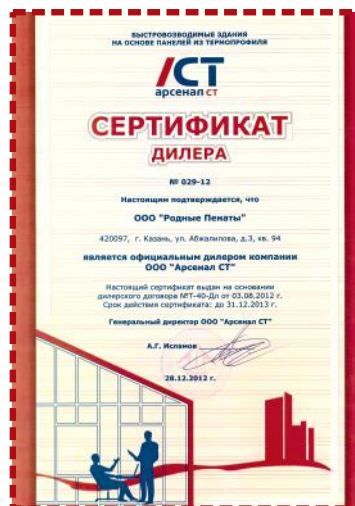 БЫСТРОВОЗВОДИМЫЕ ЗДАНИЯ
НА ОСНОВЕ ПАНЕЛЕЙ ИЗ ТЕРМОПРОФИЛЯ
/СТ
арсенал ст
СЕРТИФИКАТ
ДИЛЕРА
№ 029-12
Настоящим подтверждается, что
ООО "Родные Пенаты"
420097, г. Казань, ул. Абжалилова, д.3, кв. 94
является официальным дилером компании
ООО "Арсенал СТ"
Настоящий сертификат выдан на основании
дилерского договора №Т-40-Дл от 03.08.2012 г.
Срок действия сертификата: до 31.12.2013 г.
Генеральный директор ООО "Арсенал СТ"
А.Г. Исламов
28.12.2012 г.